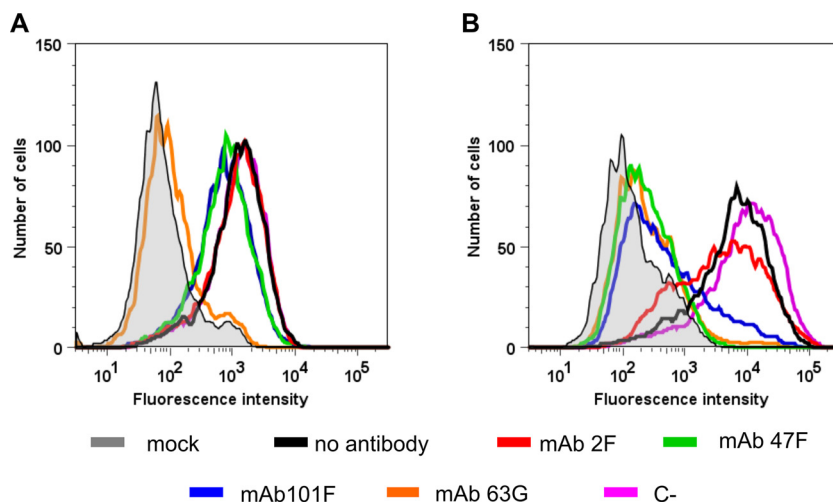 A
B
150
100
50
0
Number of cells
10¹ 10² 10³ 10⁴ 10⁵
Fluorescence intensity
150
100
50
0
Number of cells
10¹ 10² 10³ 10⁴ 10⁵
Fluorescence intensity
mock no antibody mAb 2F mAb 47F
mAb101F mAb 63G C-